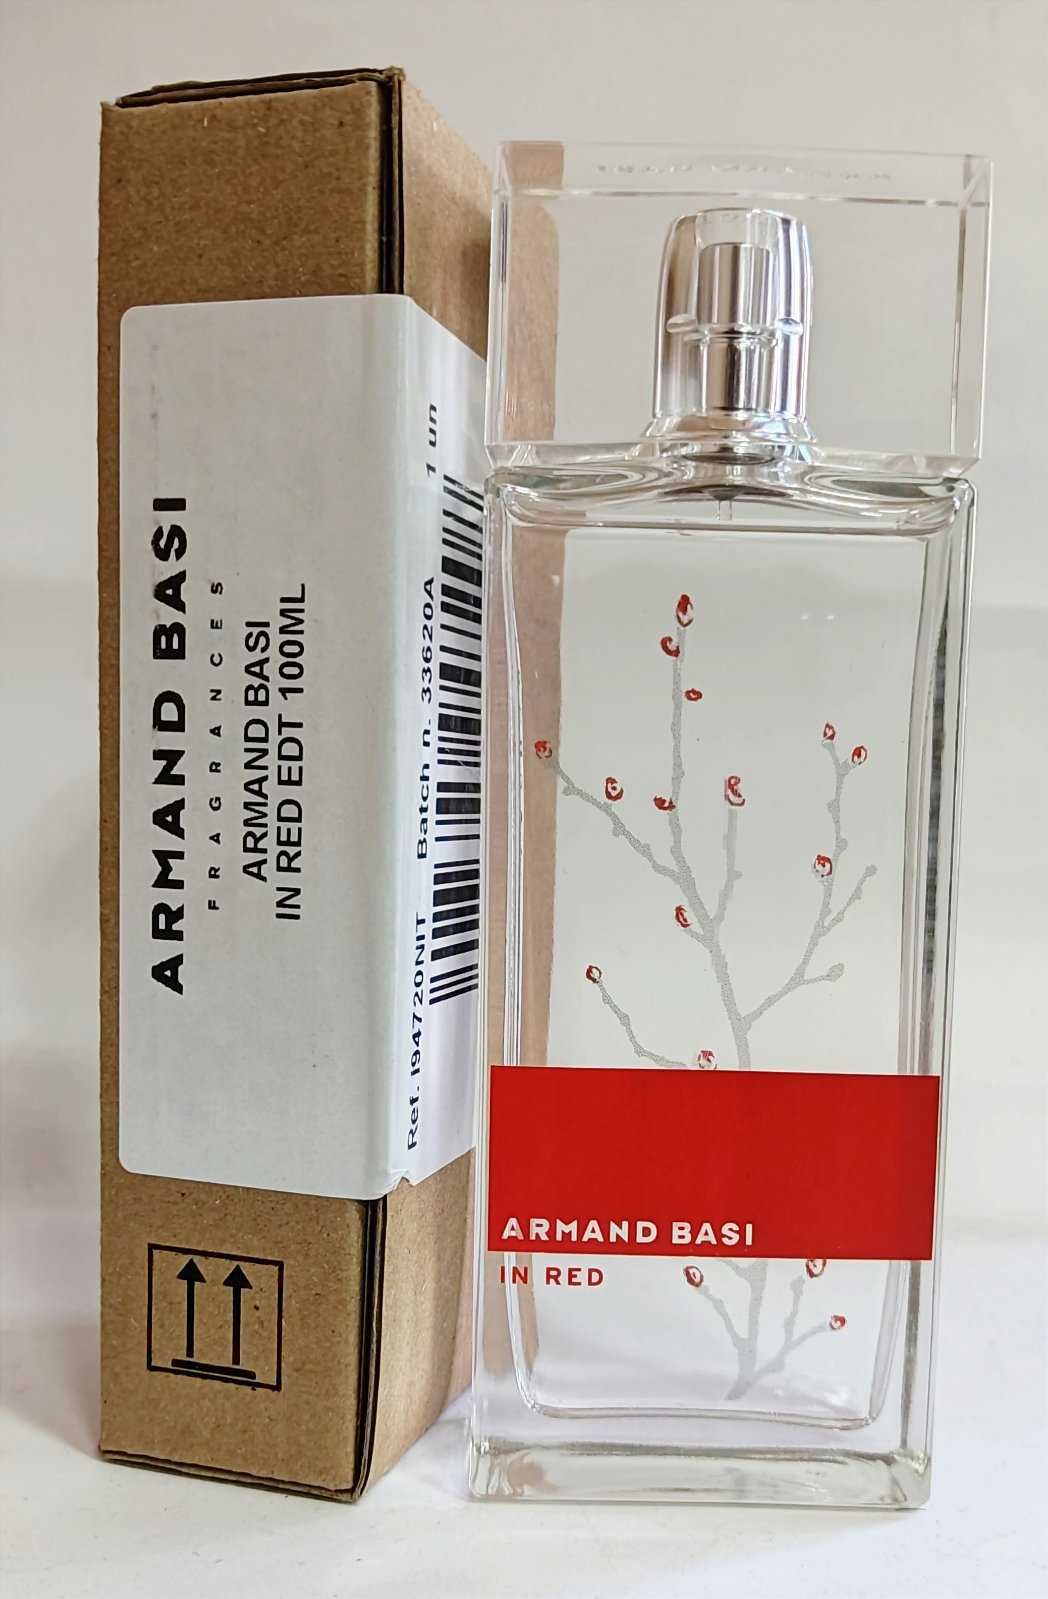 ARMAND BASI
FRAGRANCES
ARMAND BASI
IN RED EDT 100ML
Ref. I94720NIT Batch n. 33620A 1 un
ARMAND BASI
IN RED